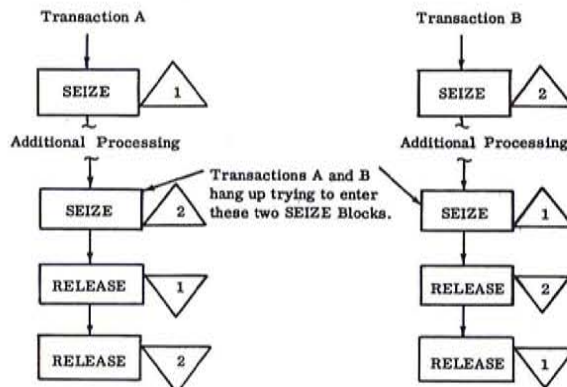 Transaction A
SEIZE
1
Additional Processing
SEIZE
2
RELEASE
1
RELEASE
2
Transactions A and B
hang up trying to enter
these two SEIZE Blocks.
Transaction B
SEIZE
2
Additional Processing
SEIZE
1
RELEASE
2
RELEASE
1